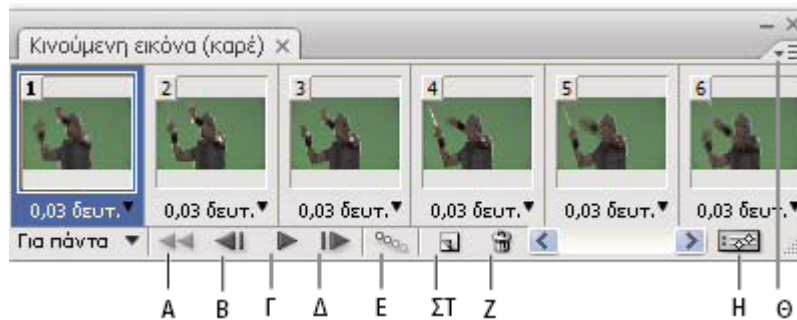 Κινούμενη εικόνα (καρέ)
1 2 3 4 5 6
0,03 δευτ. 0,03 δευτ. 0,03 δευτ. 0,03 δευτ. 0,03 δευτ. 0,03 δευτ.
Για πάντα
Α Β Γ Δ Ε ΣΤ Ζ Η Θ